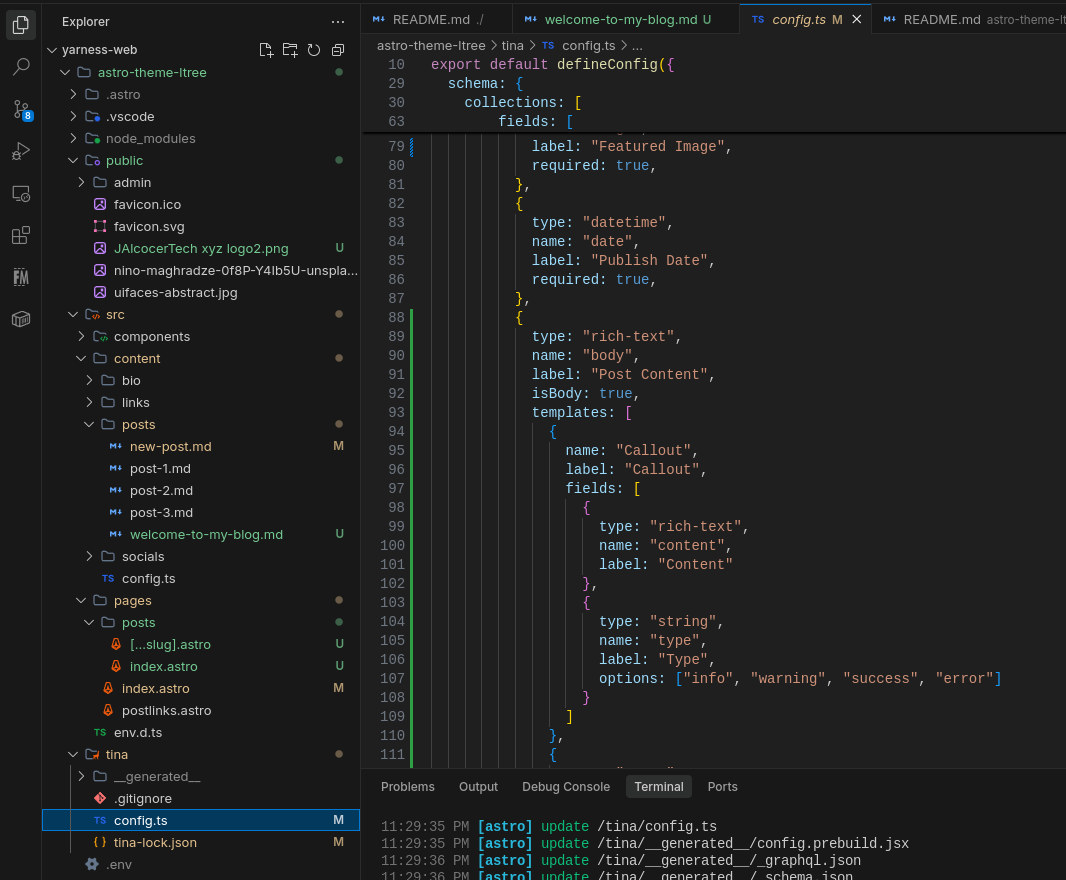 Explorer
yarness-web
astro-theme-ltree
.astro
.vscode
node_modules
public
admin
favicon.ico
favicon.svg
JAlcocerTech xyz logo2.png U
nino-maghradze-0f8P-Y4Ib5U-unspla...
uifaces-abstract.jpg
src
components
content
bio
links
posts
new-post.md M
post-1.md
post-2.md
post-3.md
welcome-to-my-blog.md U
socials
TS config.ts
pages
posts
[...slug].astro U
index.astro U
index.astro M
postlinks.astro
TS env.d.ts
tina
__generated__
.gitignore
TS config.ts M
{ } tina-lock.json M
.env
8
FM
README.md ./
welcome-to-my-blog.md U
TS config.ts M
README.md astro-theme-lt
astro-theme-ltree > tina > TS config.ts > ...
10 export default defineConfig({
29 schema: {
30 collections: [
63 fields: [
79 label: "Featured Image",
80 required: true,
81 },
82 {
83 type: "datetime",
84 name: "date",
85 label: "Publish Date",
86 required: true,
87 },
88 {
89 type: "rich-text",
90 name: "body",
91 label: "Post Content",
92 isBody: true,
93 templates: [
94 {
95 name: "Callout",
96 label: "Callout",
97 fields: [
98 {
99 type: "rich-text",
100 name: "content",
101 label: "Content"
102 },
103 {
104 type: "string",
105 name: "type",
106 label: "Type",
107 options: ["info", "warning", "success", "error"]
108 }
109 ]
110 },
111 {
Problems Output Debug Console Terminal Ports
11:29:35 PM [astro] update /tina/config.ts
11:29:35 PM [astro] update /tina/__generated__/config.prebuild.jsx
11:29:36 PM [astro] update /tina/__generated__/_graphql.json
11:29:36 PM [astro] update /tina/__generated__/_schema.json